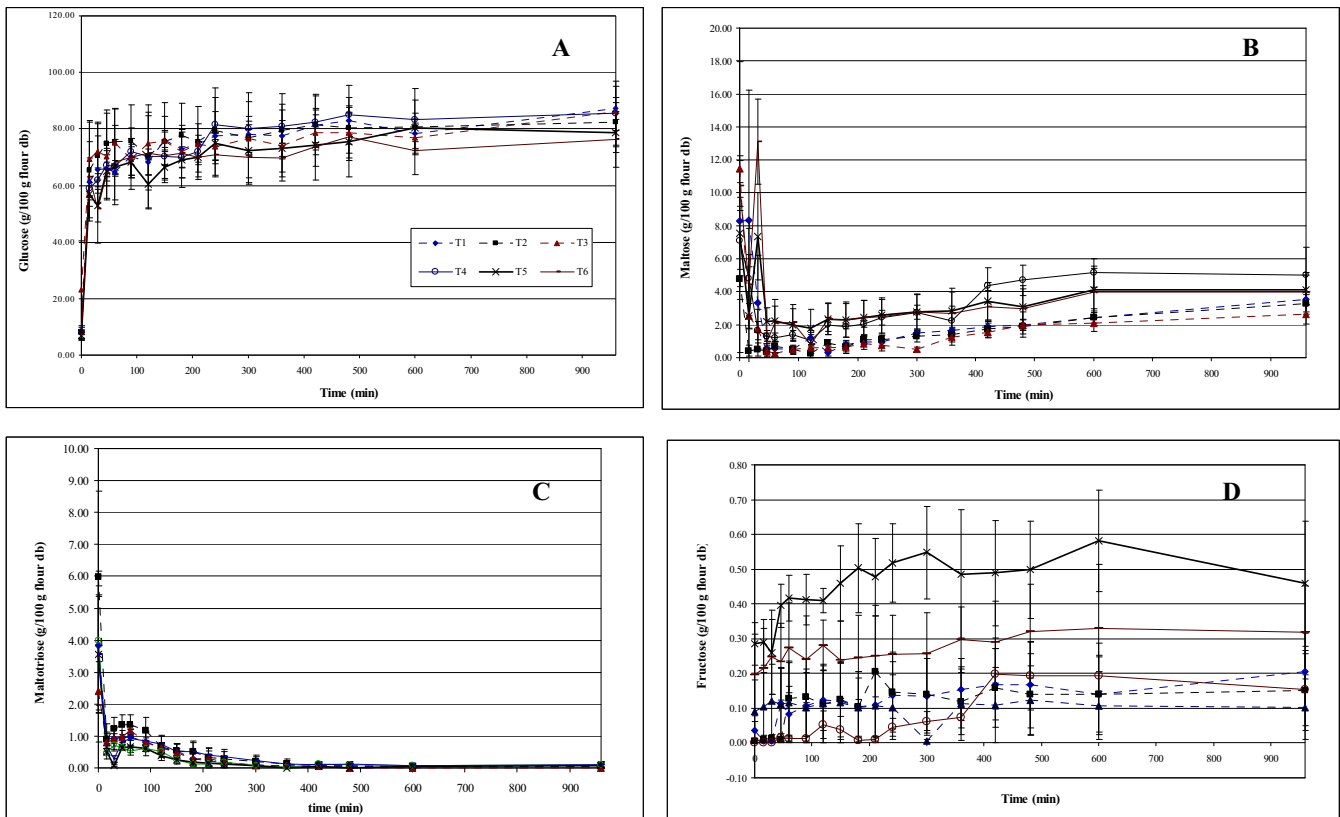 A
Glucose (g/100 g flour db)
120.00
100.00
80.00
60.00
40.00
20.00
0.00
0 100 200 300 400 500 600 700 800 900
Time (min)
T1 T2 T3
T4 T5 T6
B
Maltose (g/100 g flour db)
20.00
18.00
16.00
14.00
12.00
10.00
8.00
6.00
4.00
2.00
0.00
0 100 200 300 400 500 600 700 800 900
Time (min)
C
Maltotriose (g/100 g flour db)
10.00
9.00
8.00
7.00
6.00
5.00
4.00
3.00
2.00
1.00
0.00
0 100 200 300 400 500 600 700 800 900
time (min)
D
Fructose (g/100 g flour db)
0.80
0.70
0.60
0.50
0.40
0.30
0.20
0.10
0.00
-0.10
0 100 200 300 400 500 600 700 800 900
Time (min)